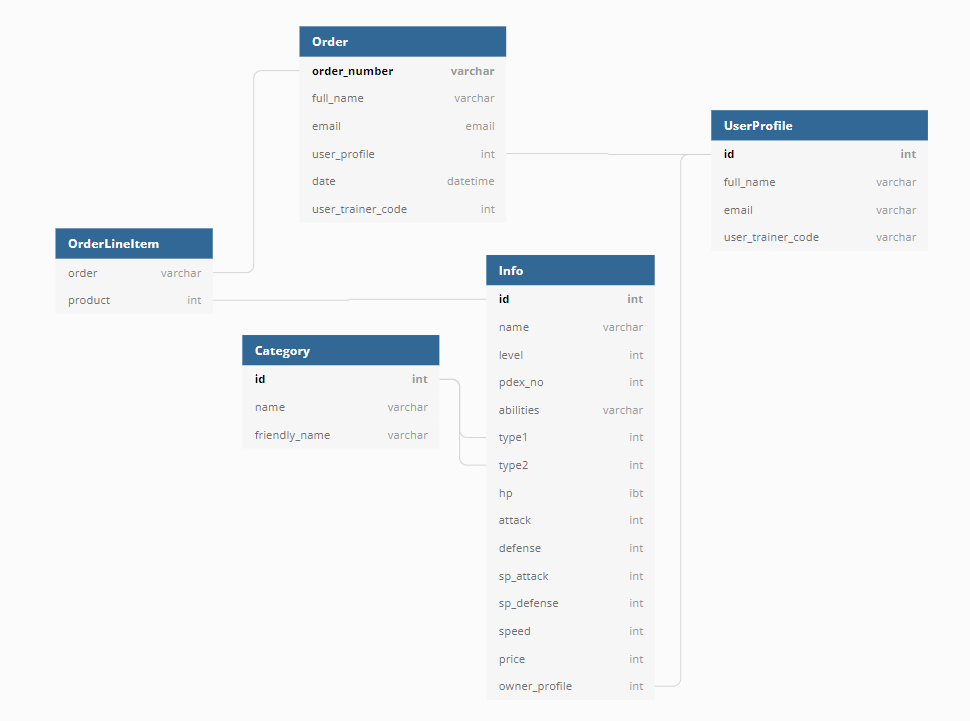 Order
order_number varchar
full_name varchar
email email
user_profile int
date datetime
user_trainer_code int
UserProfile
id int
full_name varchar
email varchar
user_trainer_code varchar
OrderLineItem
order varchar
product int
Info
id int
name varchar
level int
pdex_no int
abilities varchar
type1 int
type2 int
hp ibt
attack int
defense int
sp_attack int
sp_defense int
speed int
price int
owner_profile int
Category
id int
name varchar
friendly_name varchar